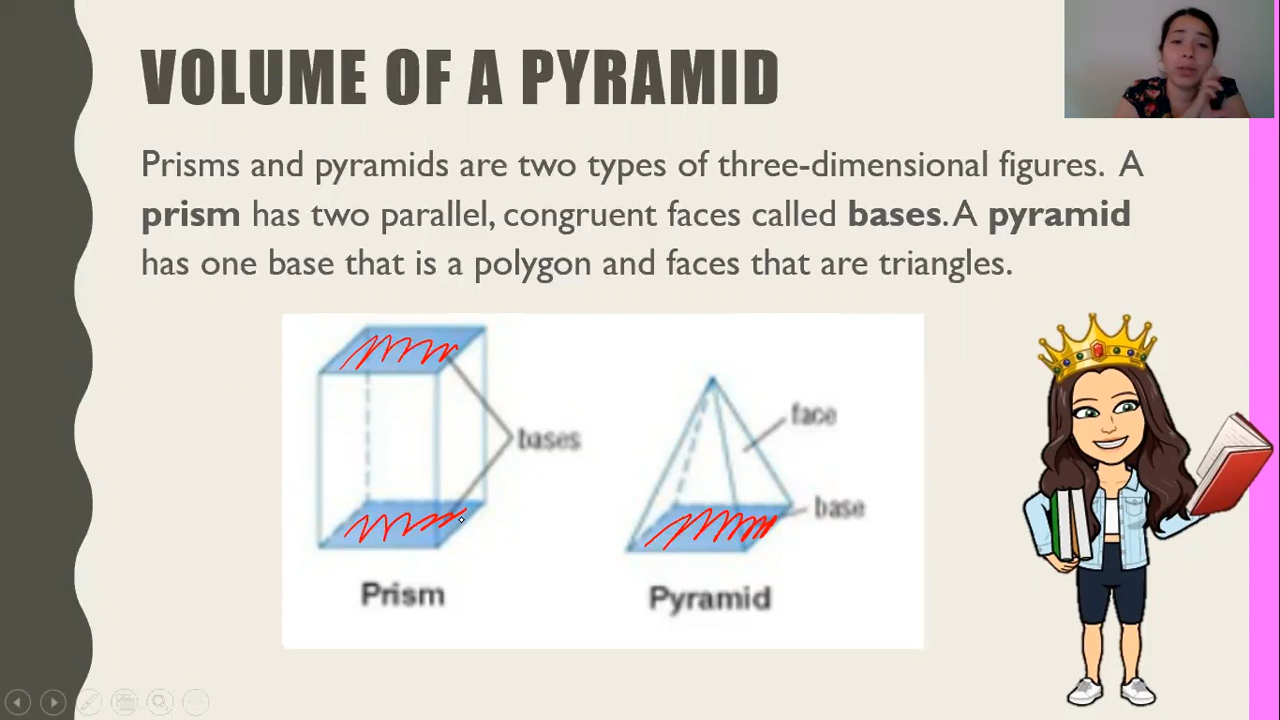 VOLUME OF A PYRAMID
Prisms and pyramids are two types of three-dimensional figures. A
prism has two parallel, congruent faces called bases. A pyramid
has one base that is a polygon and faces that are triangles.
face
bases
base
Prism
Pyramid